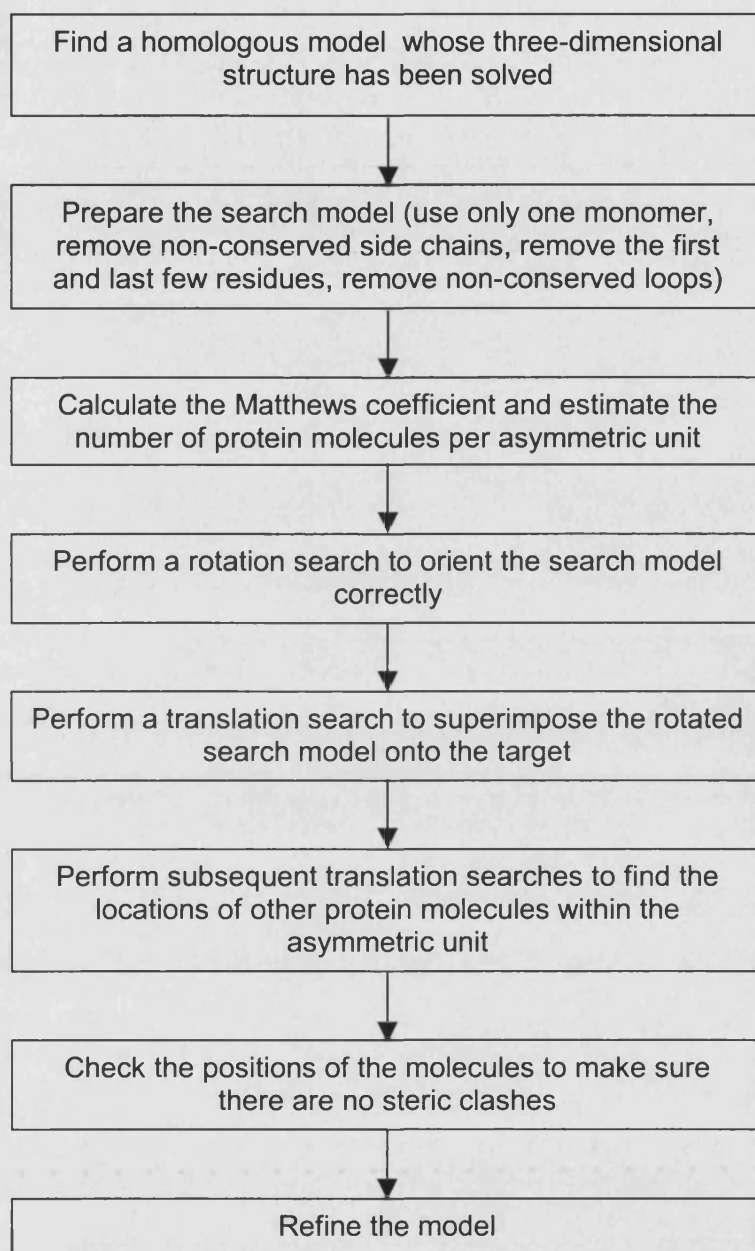 Find a homologous model whose three-dimensional
structure has been solved
Prepare the search model (use only one monomer,
remove non-conserved side chains, remove the first
and last few residues, remove non-conserved loops)
Calculate the Matthews coefficient and estimate the
number of protein molecules per asymmetric unit
Perform a rotation search to orient the search model
correctly
Perform a translation search to superimpose the rotated
search model onto the target
Perform subsequent translation searches to find the
locations of other protein molecules within the
asymmetric unit
Check the positions of the molecules to make sure
there are no steric clashes
Refine the model